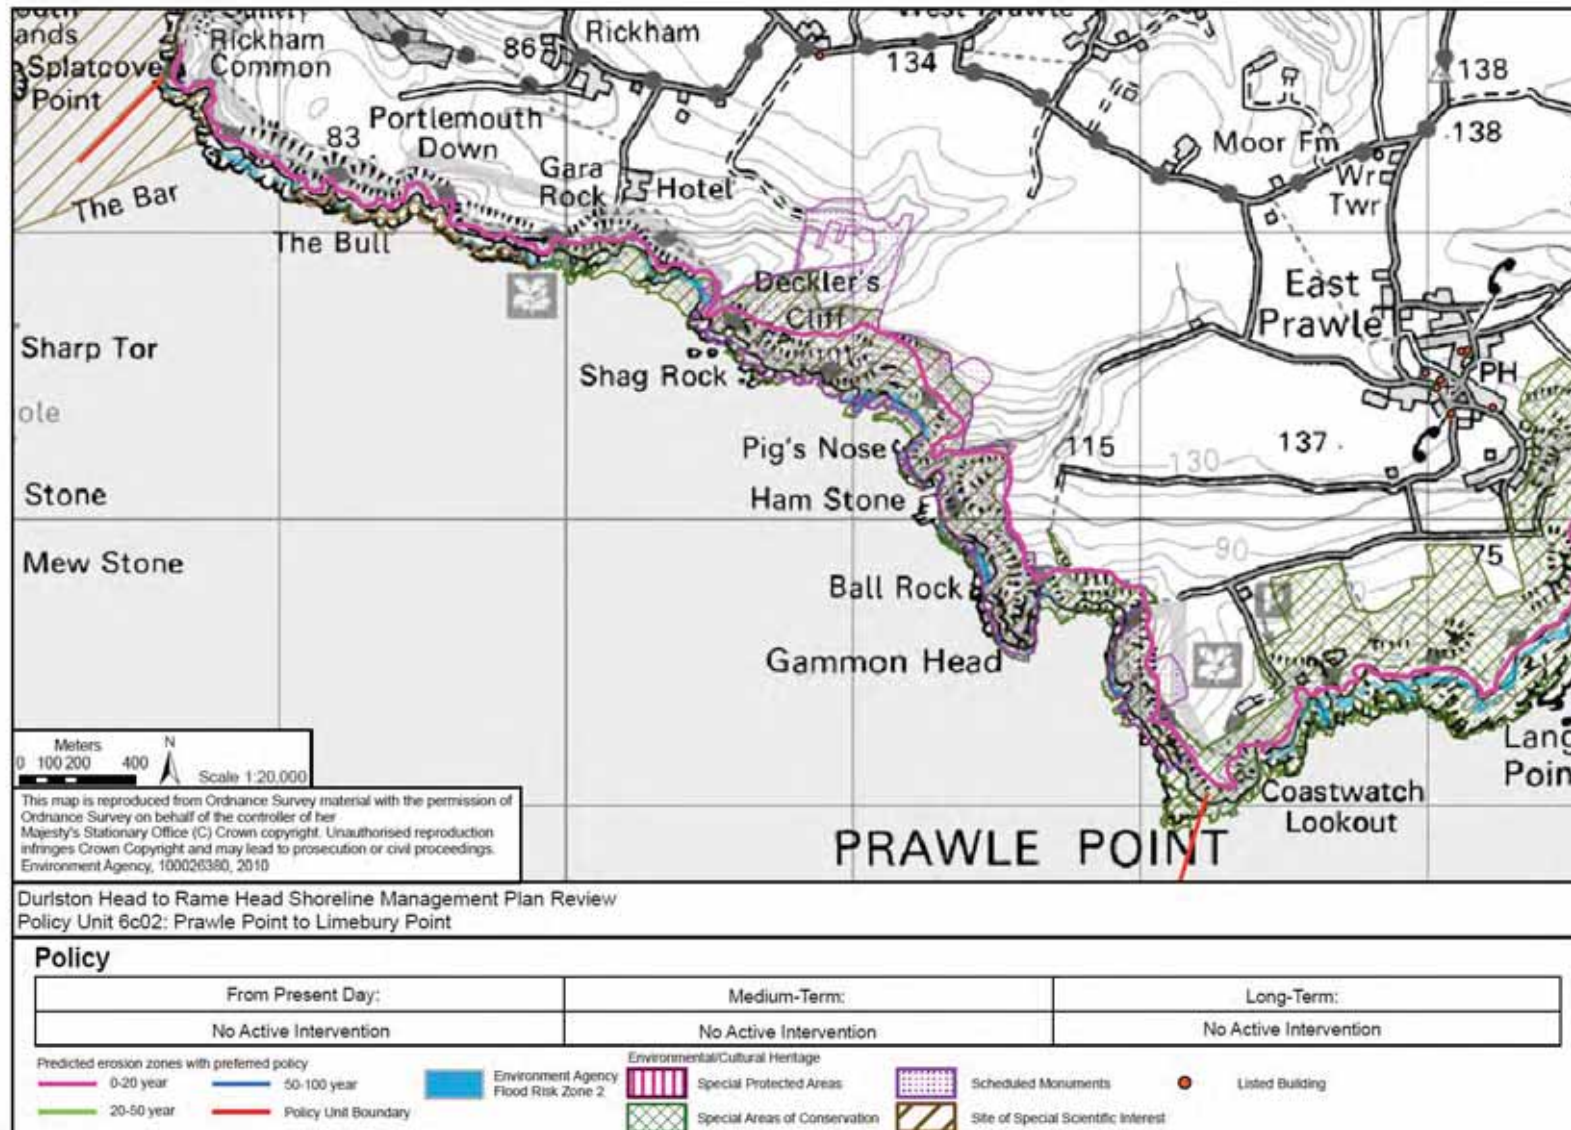 Rickham
Common
Splatcove
Point
ands
86
Rickham
134
138
138
Portlemouth
Down
83
Gara
Rock
Hotel
Moor Fm
Wr
Twr
The Bar
The Bull
Deckler's
Cliff
East
Prawle
PH
Sharp Tor
ole
Shag Rock
Pig's Nose
115
130
137
Stone
Ham Stone
90
75
Mew Stone
Ball Rock
Gammon Head
Lang
Poin
Coastwatch
Lookout
PRAWLE POINT
Meters
N
0 100 200 400
Scale 1:20,000
This map is reproduced from Ordnance Survey material with the permission of
Ordnance Survey on behalf of the controller of her
Majesty's Stationary Office (C) Crown copyright. Unauthorised reproduction
infringes Crown Copyright and may lead to prosecution or civil proceedings.
Environment Agency, 100026380, 2010
Durlston Head to Rame Head Shoreline Management Plan Review
Policy Unit 6c02: Prawle Point to Limebury Point
Policy
From Present Day: Medium-Term: Long-Term:
No Active Intervention No Active Intervention No Active Intervention
Predicted erosion zones with preferred policy
0-20 year
50-100 year
20-50 year
Policy Unit Boundary
Environment Agency
Flood Risk Zone 2
Environmental/Cultural Heritage
Special Protected Areas
Scheduled Monuments
Listed Building
Special Areas of Conservation
Site of Special Scientific Interest